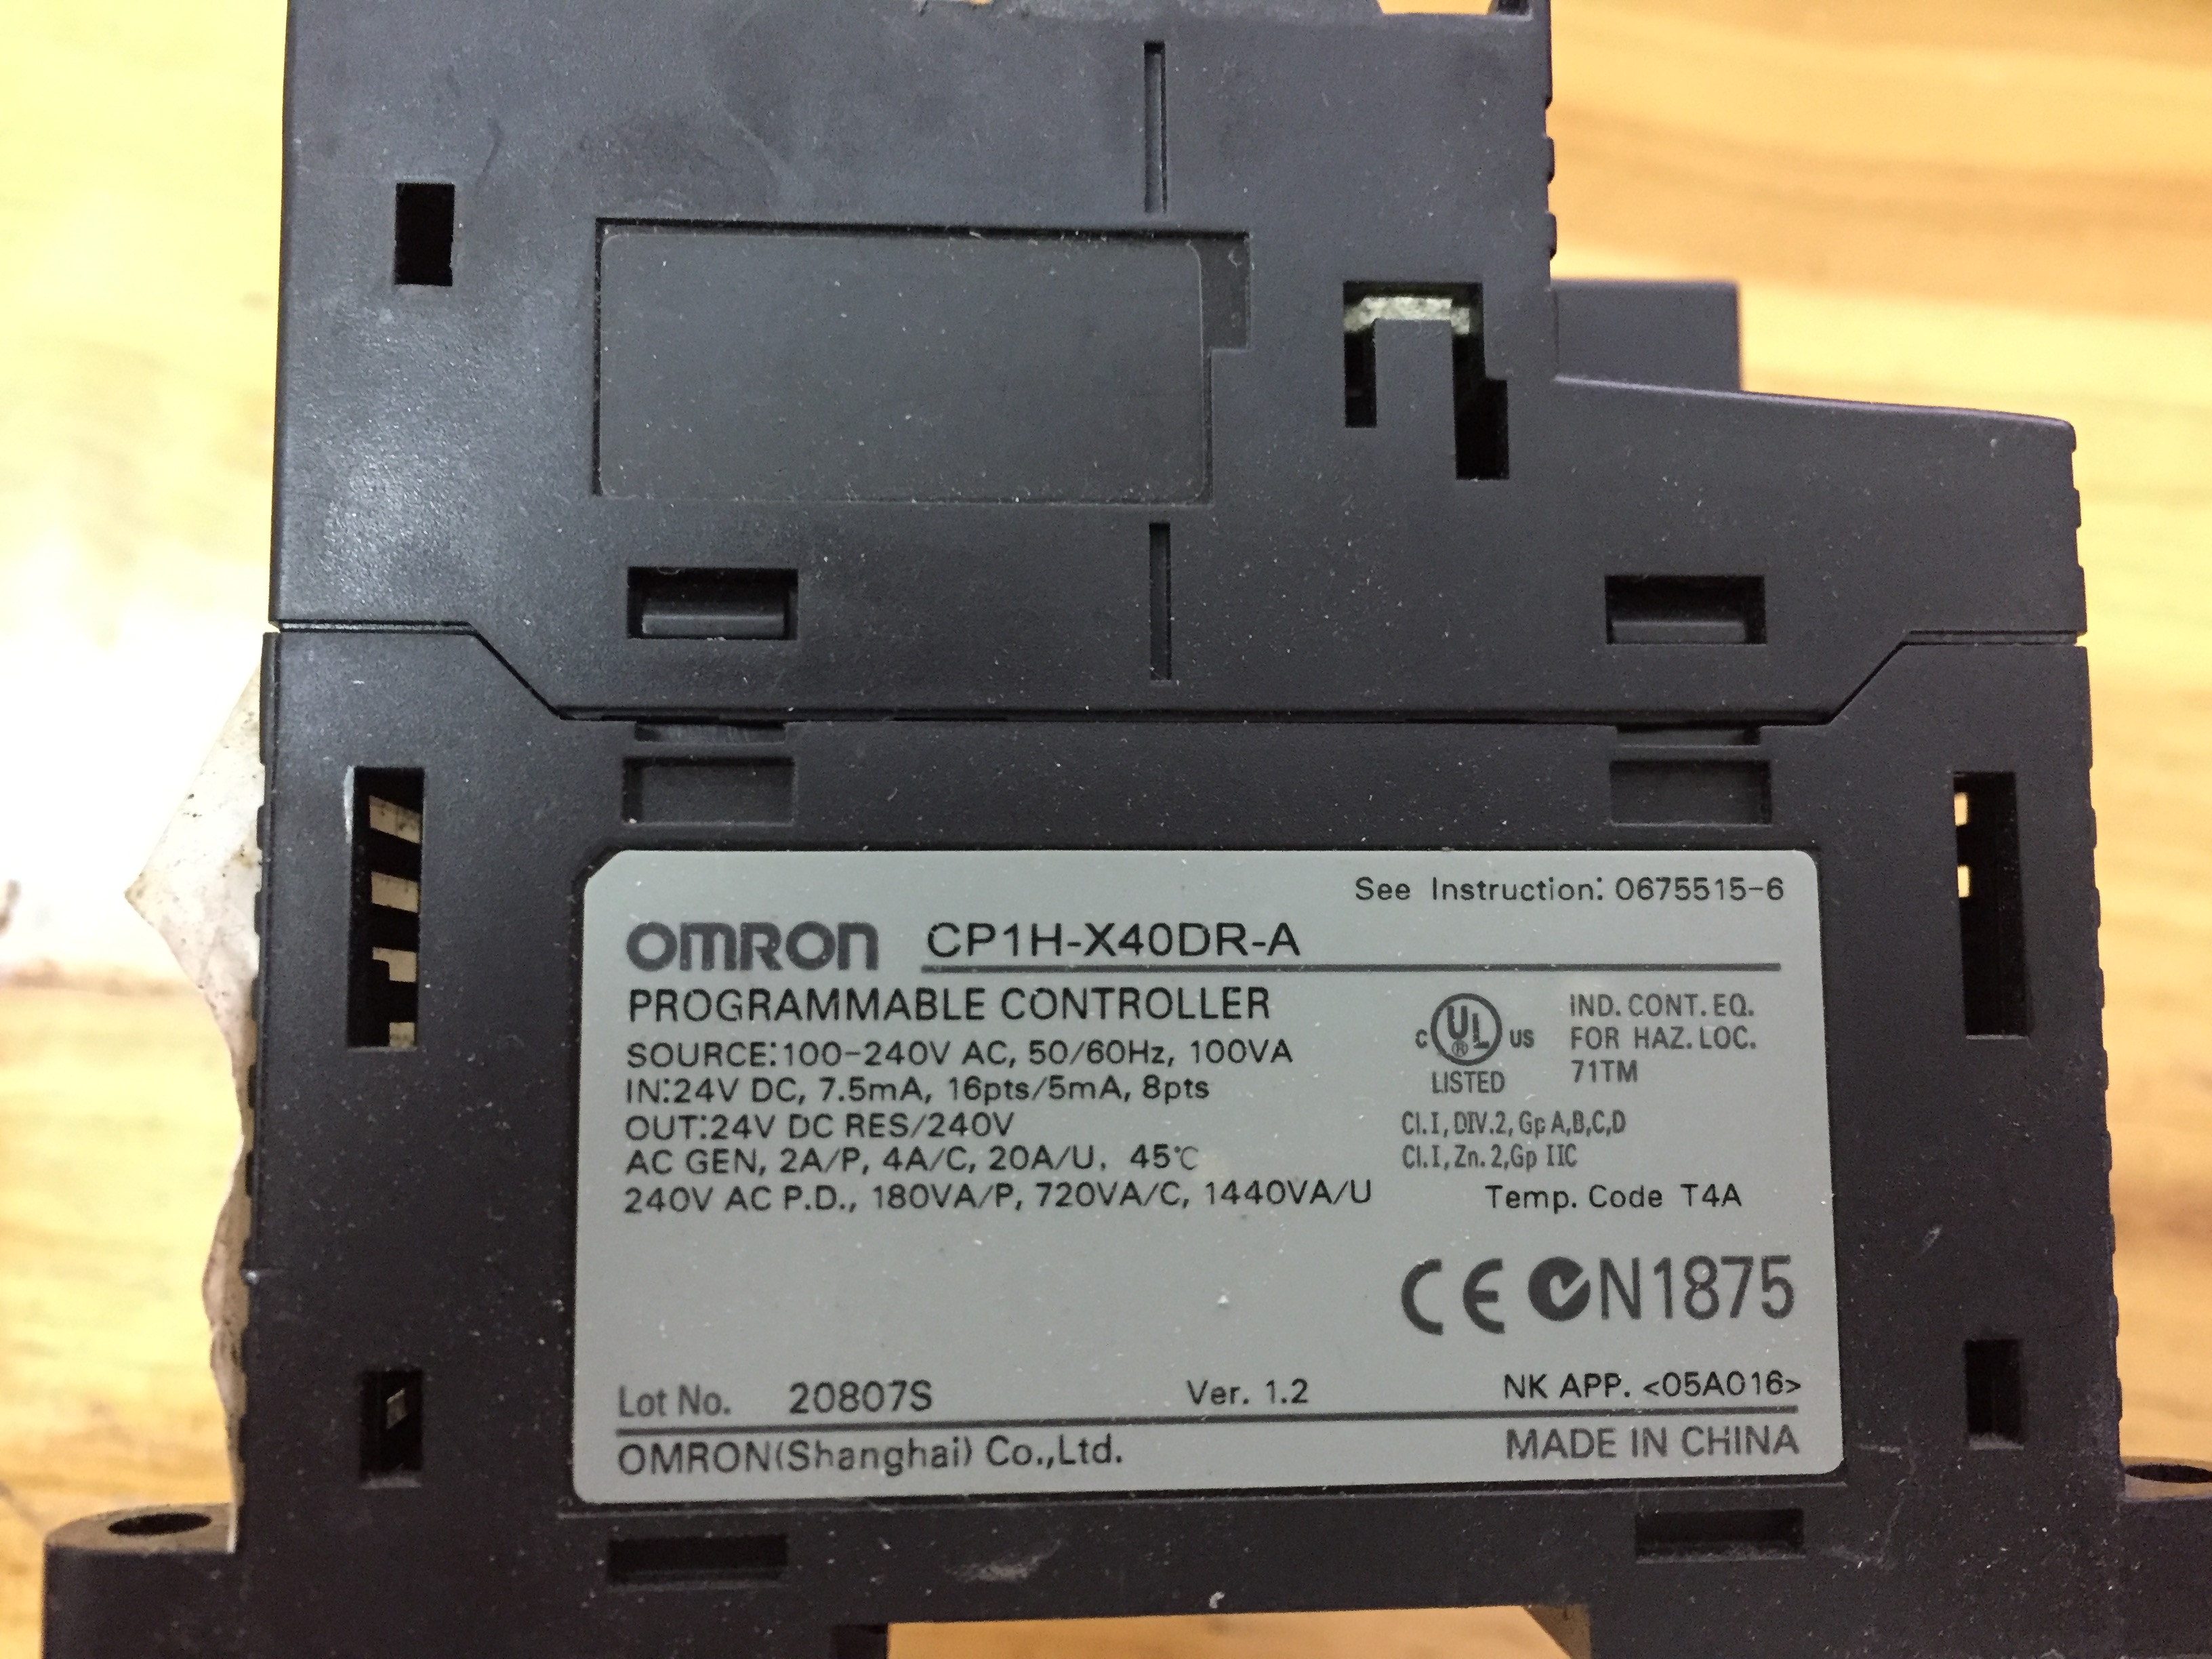 See Instruction: 0675515-6
OMRON CP1H-X40DR-A
PROGRAMMABLE CONTROLLER
SOURCE:100-240V AC, 50/60Hz, 100VA
IN:24V DC, 7.5mA, 16pts/5mA, 8pts
OUT:24V DC RES/240V
AC GEN, 2A/P, 4A/C, 20A/U, 45℃
240V AC P.D., 180VA/P, 720VA/C, 1440VA/U
C UL® US
LISTED
IND. CONT. EQ.
FOR HAZ. LOC.
71TM
Cl.I, DIV.2, Gp A,B,C,D
Cl.I, Zn. 2,Gp IIC
Temp. Code T4A
CE N1875
Lot No. 20807S Ver. 1.2 NK APP. <05A016>
OMRON(Shanghai) Co.,Ltd. MADE IN CHINA